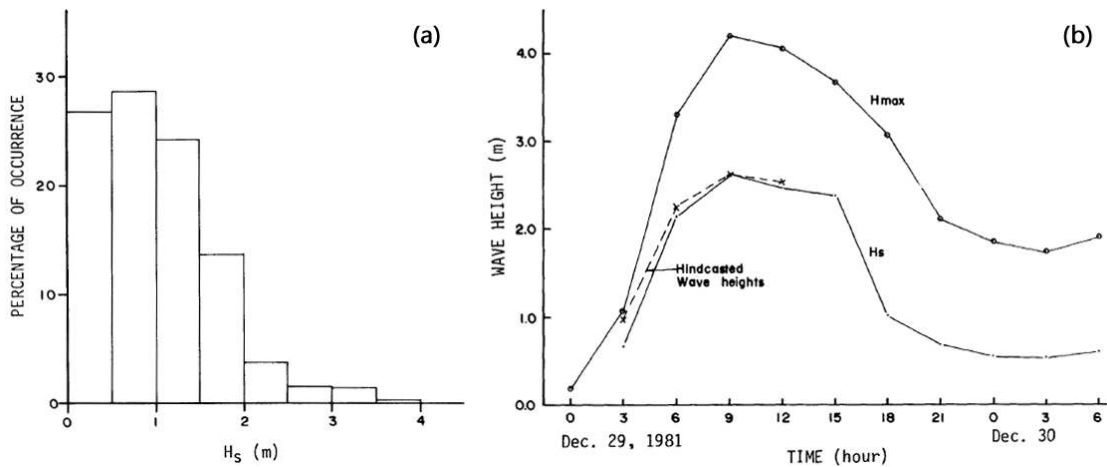 (a)
PERCENTAGE OF OCCURRENCE
30
20
10
0
0 1 2 3 4
HS (m)
(b)
WAVE HEIGHT (m)
4.0
3.0
2.0
1.0
0.0
Hmax
Hs
Hindcasted
Wave heights
0 3 6 9 12 15 18 21 0 3 6
Dec. 29, 1981 Dec. 30
TIME (hour)